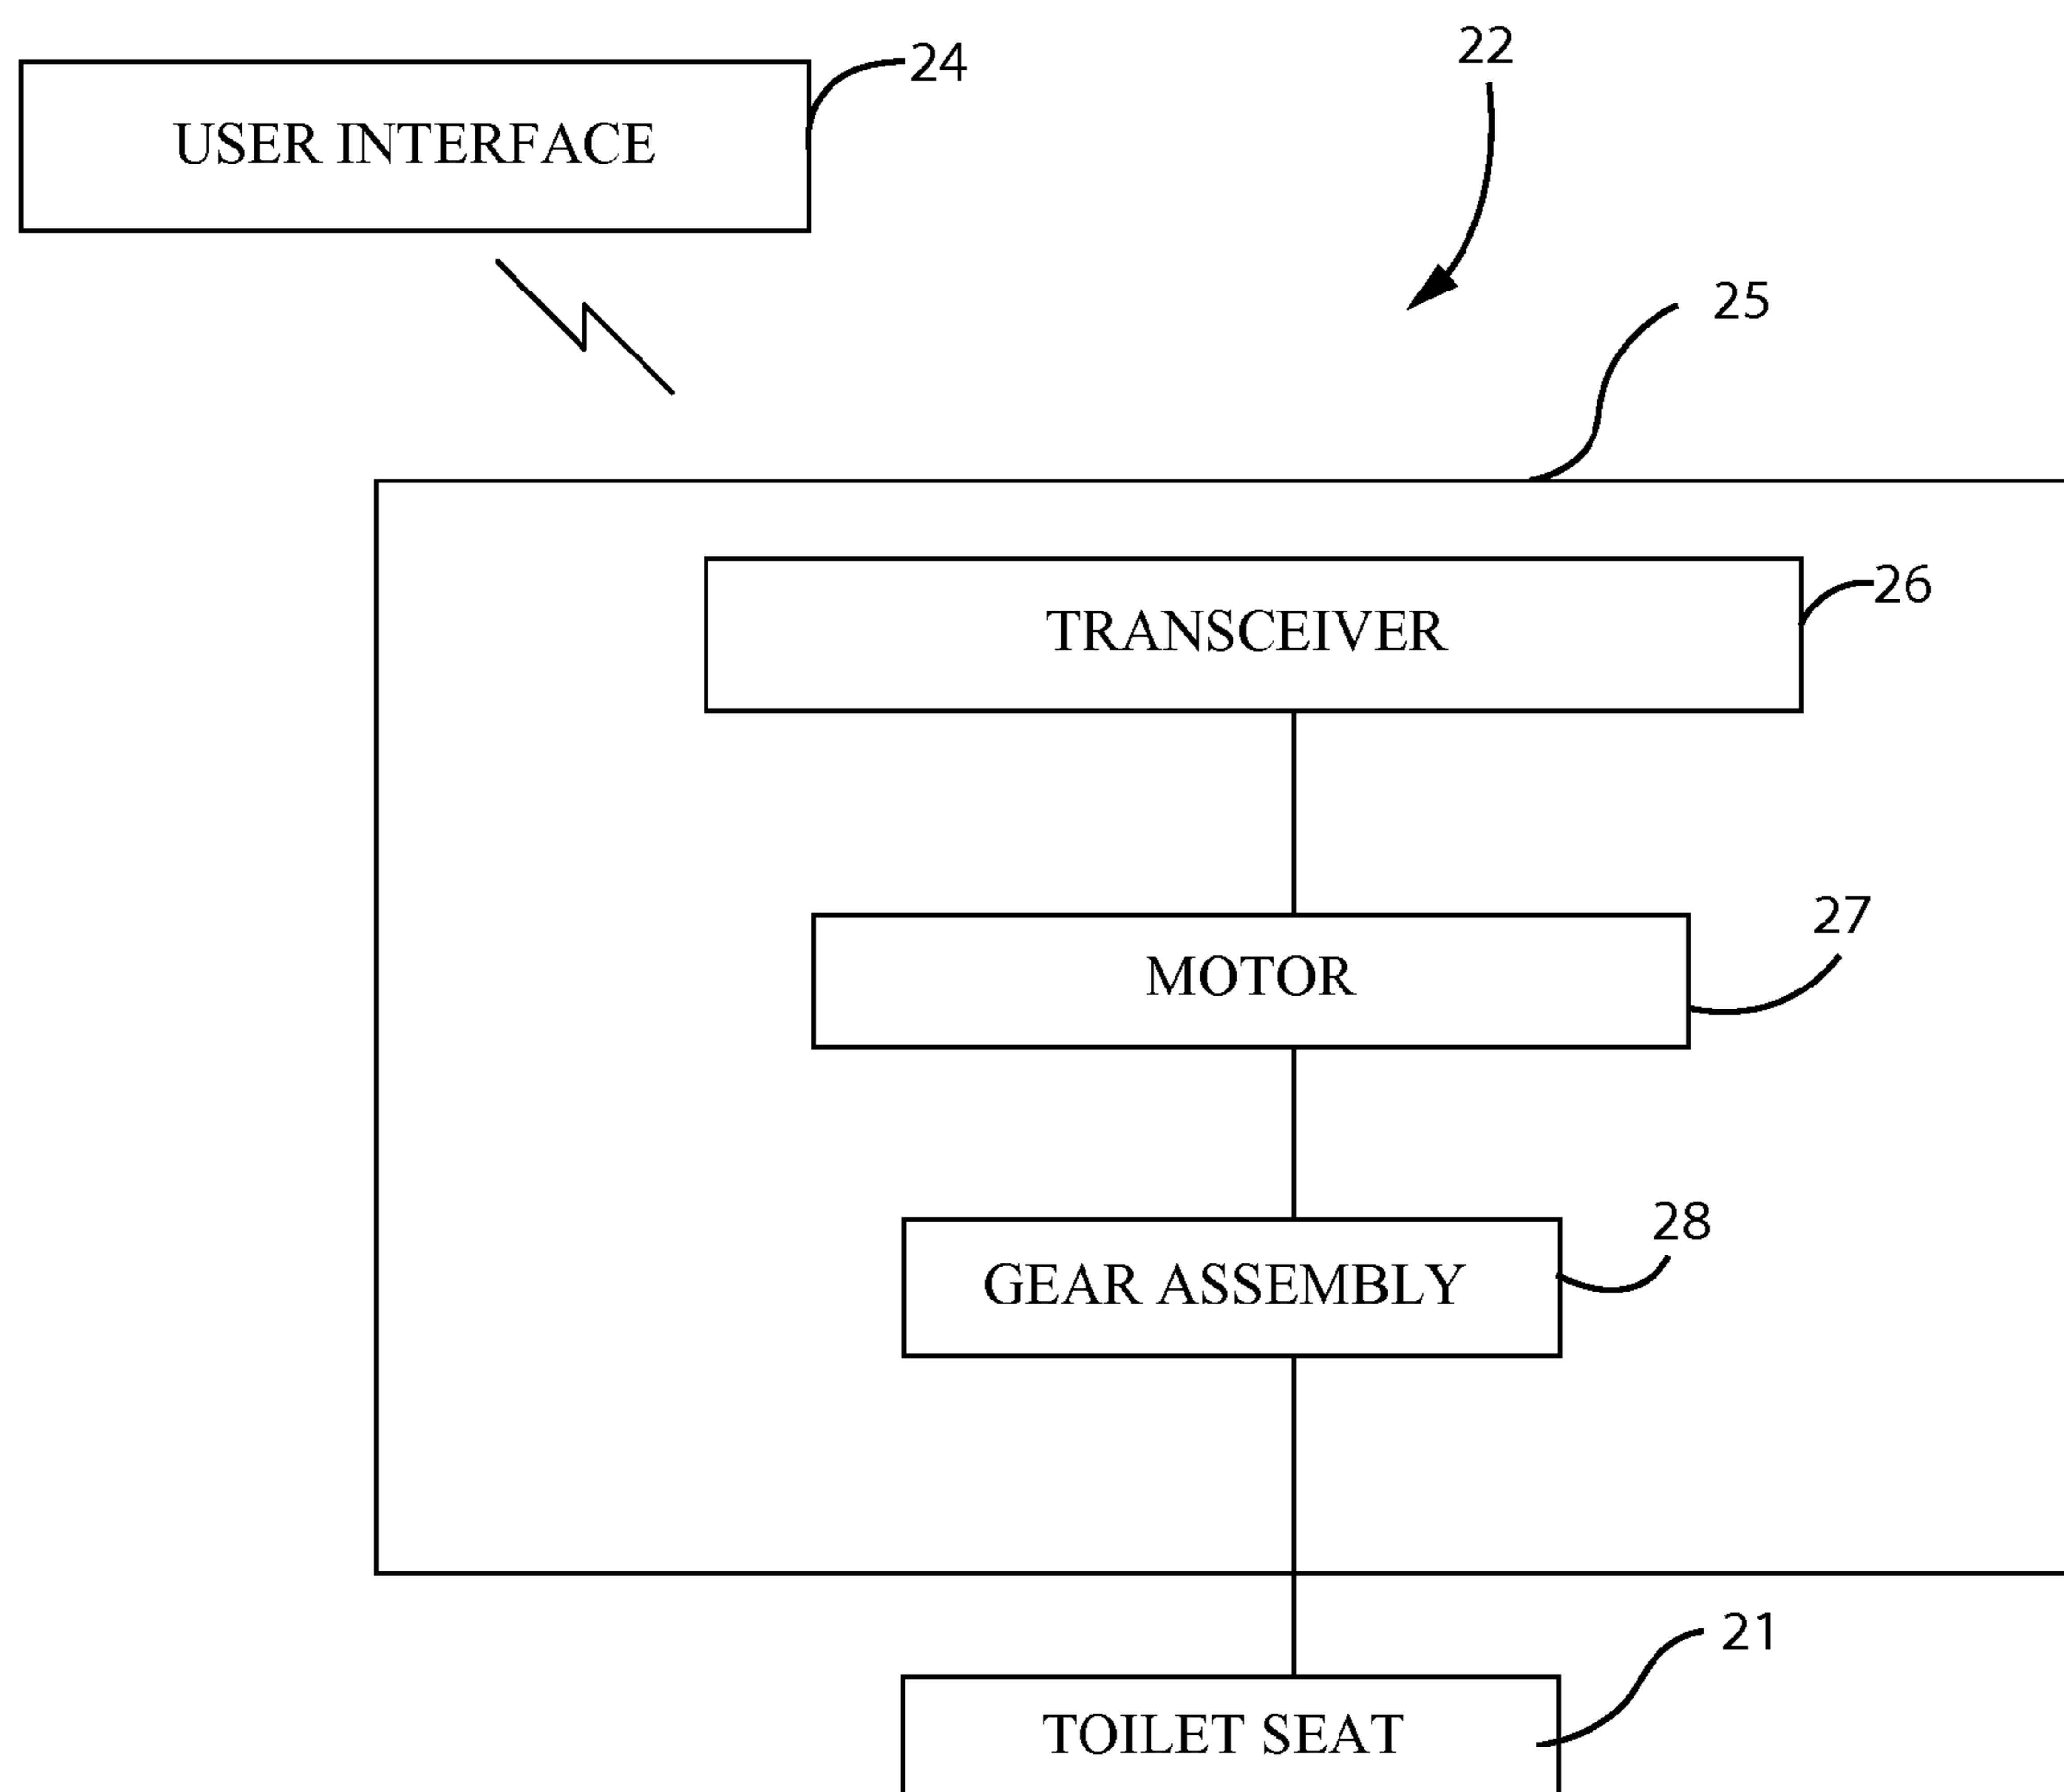 22
24
USER INTERFACE
25
26
TRANSCEIVER
27
MOTOR
28
GEAR ASSEMBLY
21
TOILET SEAT